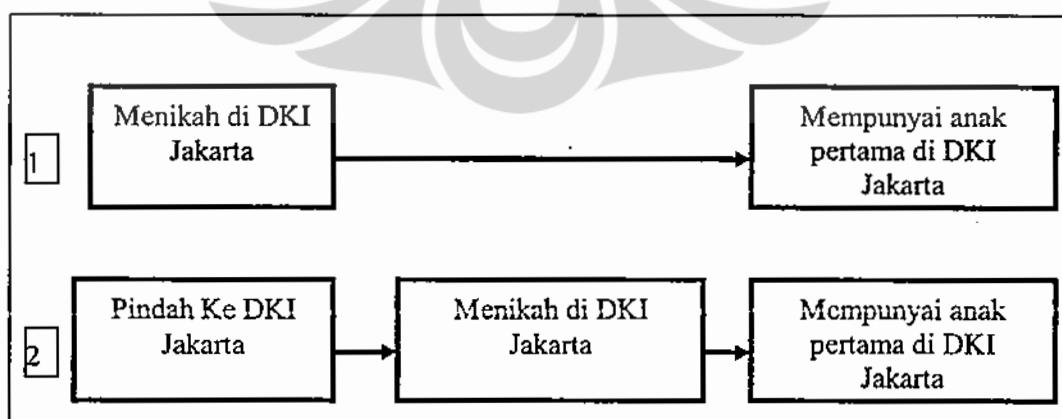 1
Menikah di DKI
Jakarta
Mempunyai anak
pertama di DKI
Jakarta
2
Pindah Ke DKI
Jakarta
Menikah di DKI
Jakarta
Mempunyai anak
pertama di DKI
Jakarta